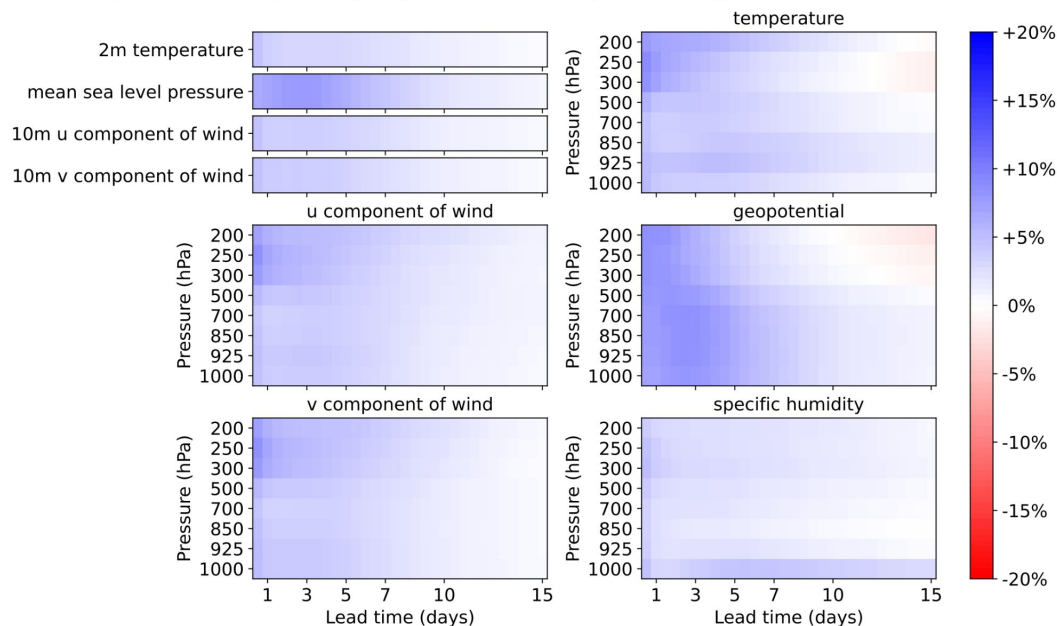 2m temperature
mean sea level pressure
10m u component of wind
10m v component of wind
temperature
Pressure (hPa)
200
250
300
500
700
850
925
1000
u component of wind
Pressure (hPa)
200
250
300
500
700
850
925
1000
geopotential
Pressure (hPa)
200
250
300
500
700
850
925
1000
v component of wind
Pressure (hPa)
200
250
300
500
700
850
925
1000
1 3 5 7 10 15
Lead time (days)
specific humidity
Pressure (hPa)
200
250
300
500
700
850
925
1000
1 3 5 7 10 15
Lead time (days)
+20%
+15%
+10%
+5%
0%
-5%
-10%
-15%
-20%